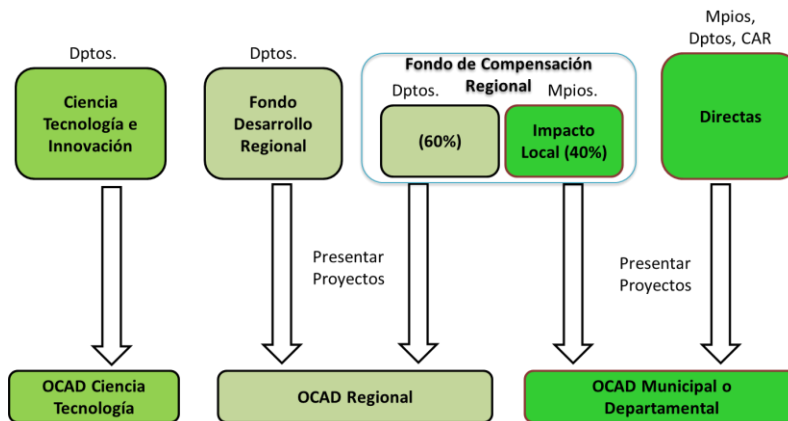 Dptos.
Ciencia
Tecnología e
Innovación
Dptos.
Fondo
Desarrollo
Regional
Fondo de Compensación
Regional
Dptos.
(60%)
Mpios.
Impacto
Local (40%)
Mpios,
Dptos, CAR
Directas
Presentar
Proyectos
Presentar
Proyectos
OCAD Ciencia
Tecnología
OCAD Regional
OCAD Municipal o
Departamental